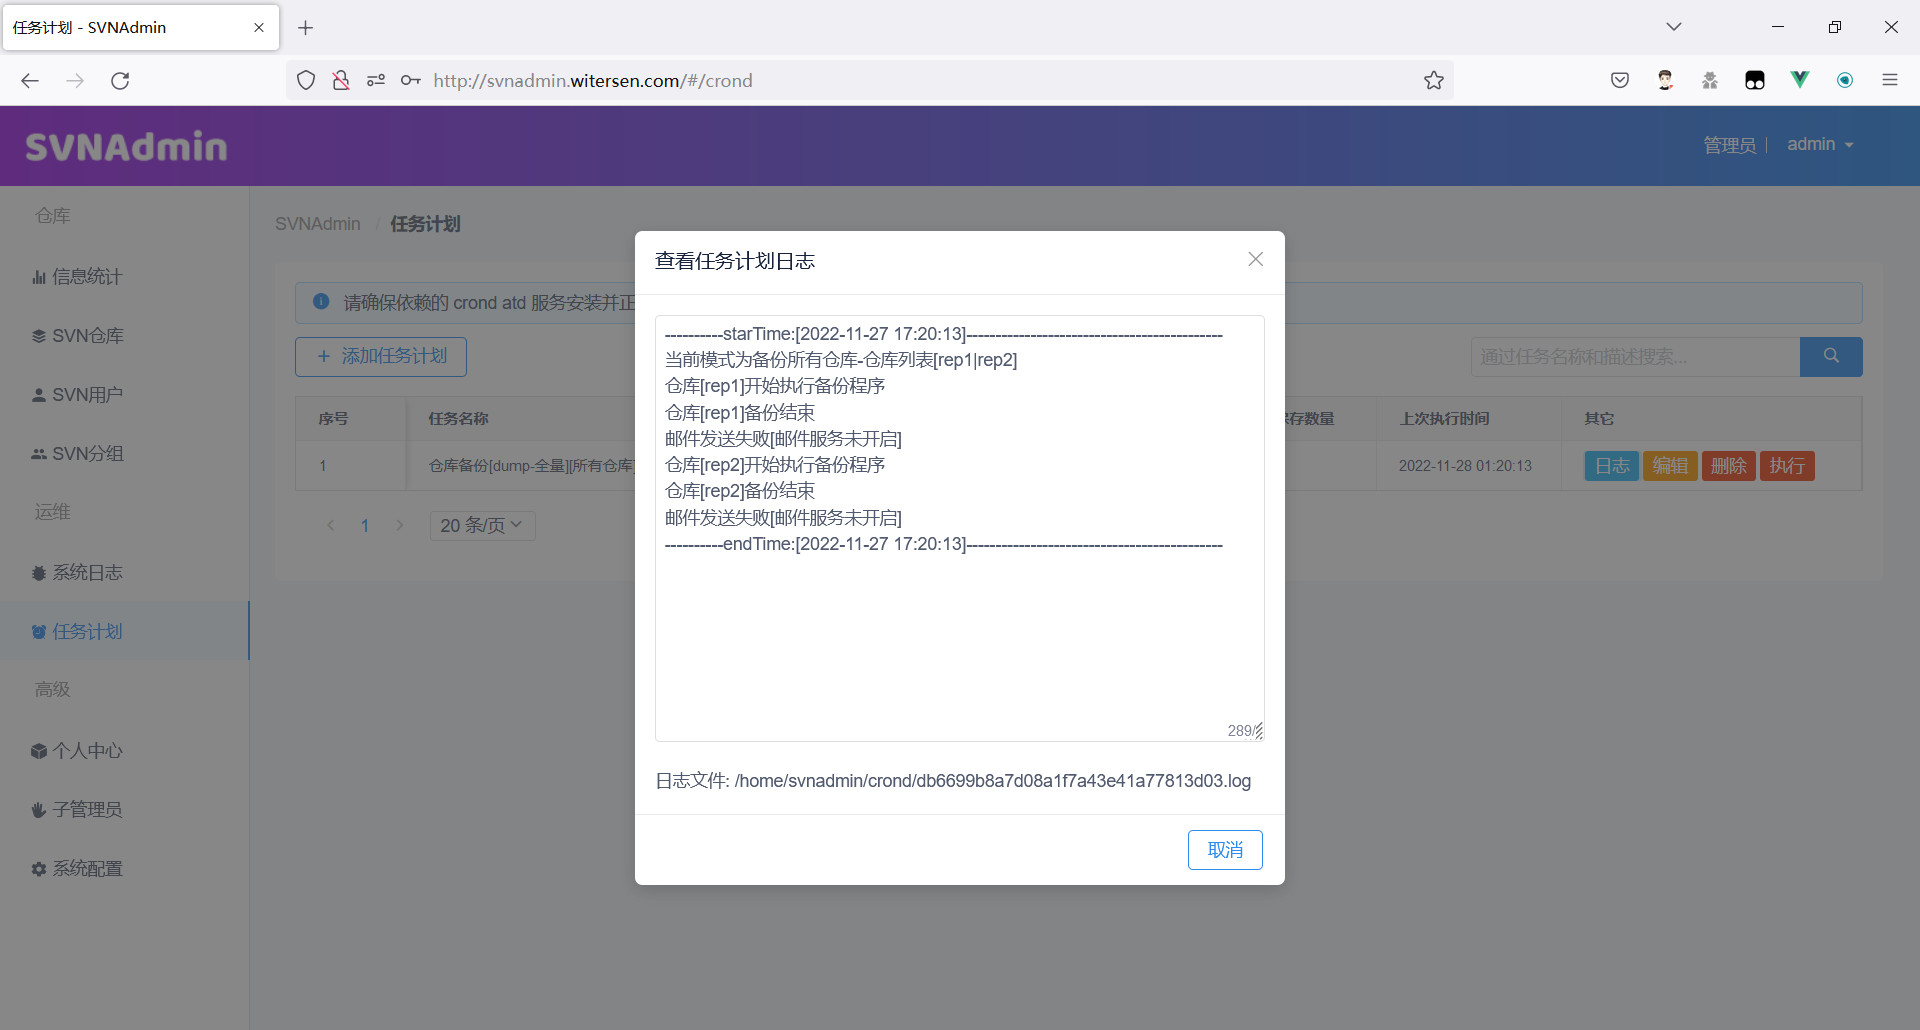 任务计划 - SVNAdmin
http://svnadmin.witersen.com/#/crond
SVNAdmin
管理员 | admin
仓库
信息统计
SVN仓库
SVN用户
SVN分组
运维
系统日志
任务计划
高级
个人中心
子管理员
系统配置
SVNAdmin / 任务计划
请确保依赖的 crond atd 服务安装并正
+ 添加任务计划
通过任务名称和描述搜索...
序号 任务名称 存数量 上次执行时间 其它
1 仓库备份[dump-全量][所有仓库] 2022-11-28 01:20:13 日志 编辑 删除 执行
1 20 条/页
查看任务计划日志
----------starTime:[2022-11-27 17:20:13]--------------------------------------------
当前模式为备份所有仓库-仓库列表[rep1|rep2]
仓库[rep1]开始执行备份程序
仓库[rep1]备份结束
邮件发送失败[邮件服务未开启]
仓库[rep2]开始执行备份程序
仓库[rep2]备份结束
邮件发送失败[邮件服务未开启]
----------endTime:[2022-11-27 17:20:13]--------------------------------------------
289/
日志文件: /home/svnadmin/crond/db6699b8a7d08a1f7a43e41a77813d03.log
取消